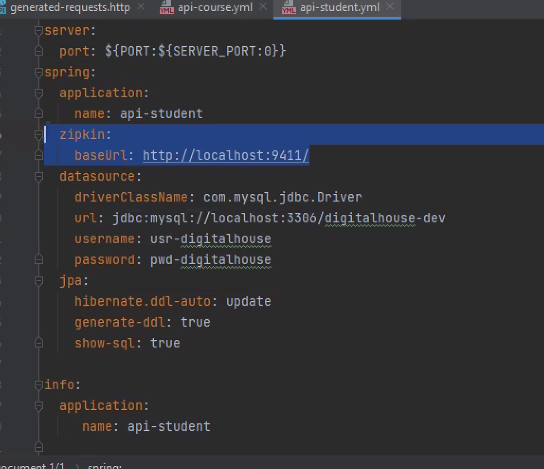 generated-requests.http × api-course.yml × api-student.yml ×
server:
  port: ${PORT:${SERVER_PORT:0}}
spring:
  application:
    name: api-student
  zipkin:
    baseUrl: http://localhost:9411/
  datasource:
    driverClassName: com.mysql.jdbc.Driver
    url: jdbc:mysql://localhost:3306/digitalhouse-dev
    username: usr-digitalhouse
    password: pwd-digitalhouse
  jpa:
    hibernate.ddl-auto: update
    generate-ddl: true
    show-sql: true
info:
  application:
     name: api-student
ocument 1/1 › spring: